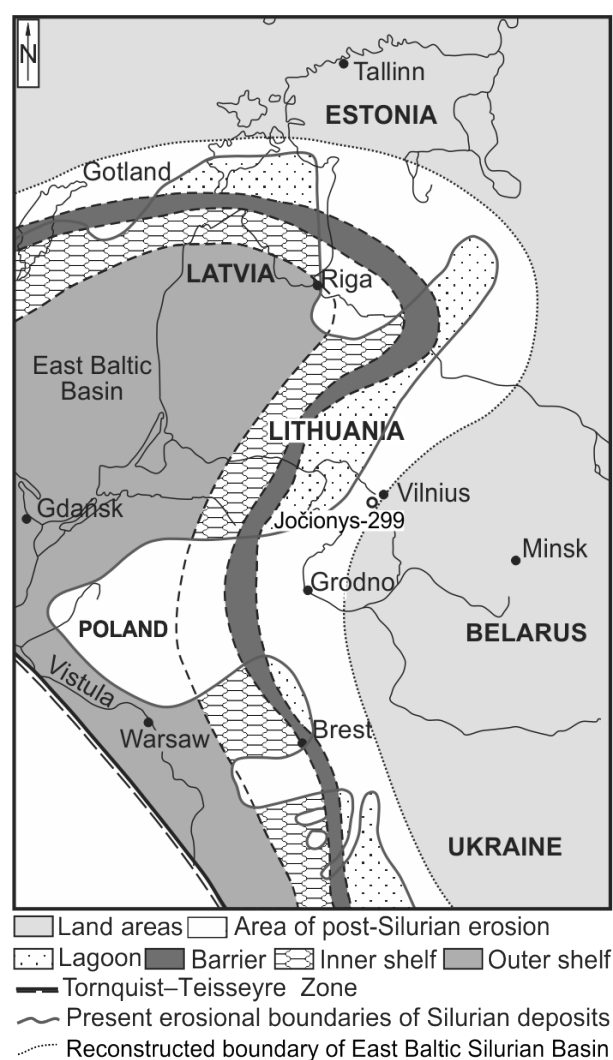 N
Tallinn
ESTONIA
Gotland
LATVIA
Riga
East Baltic
Basin
LITHUANIA
Vilnius
Gdańsk
Jočionys-299
Minsk
Grodno
POLAND
BELARUS
Vistula
Warsaw
Brest
UKRAINE
Land areas Area of post-Silurian erosion
Lagoon Barrier Inner shelf Outer shelf
Tornquist–Teisseyre Zone
Present erosional boundaries of Silurian deposits
Reconstructed boundary of East Baltic Silurian Basin